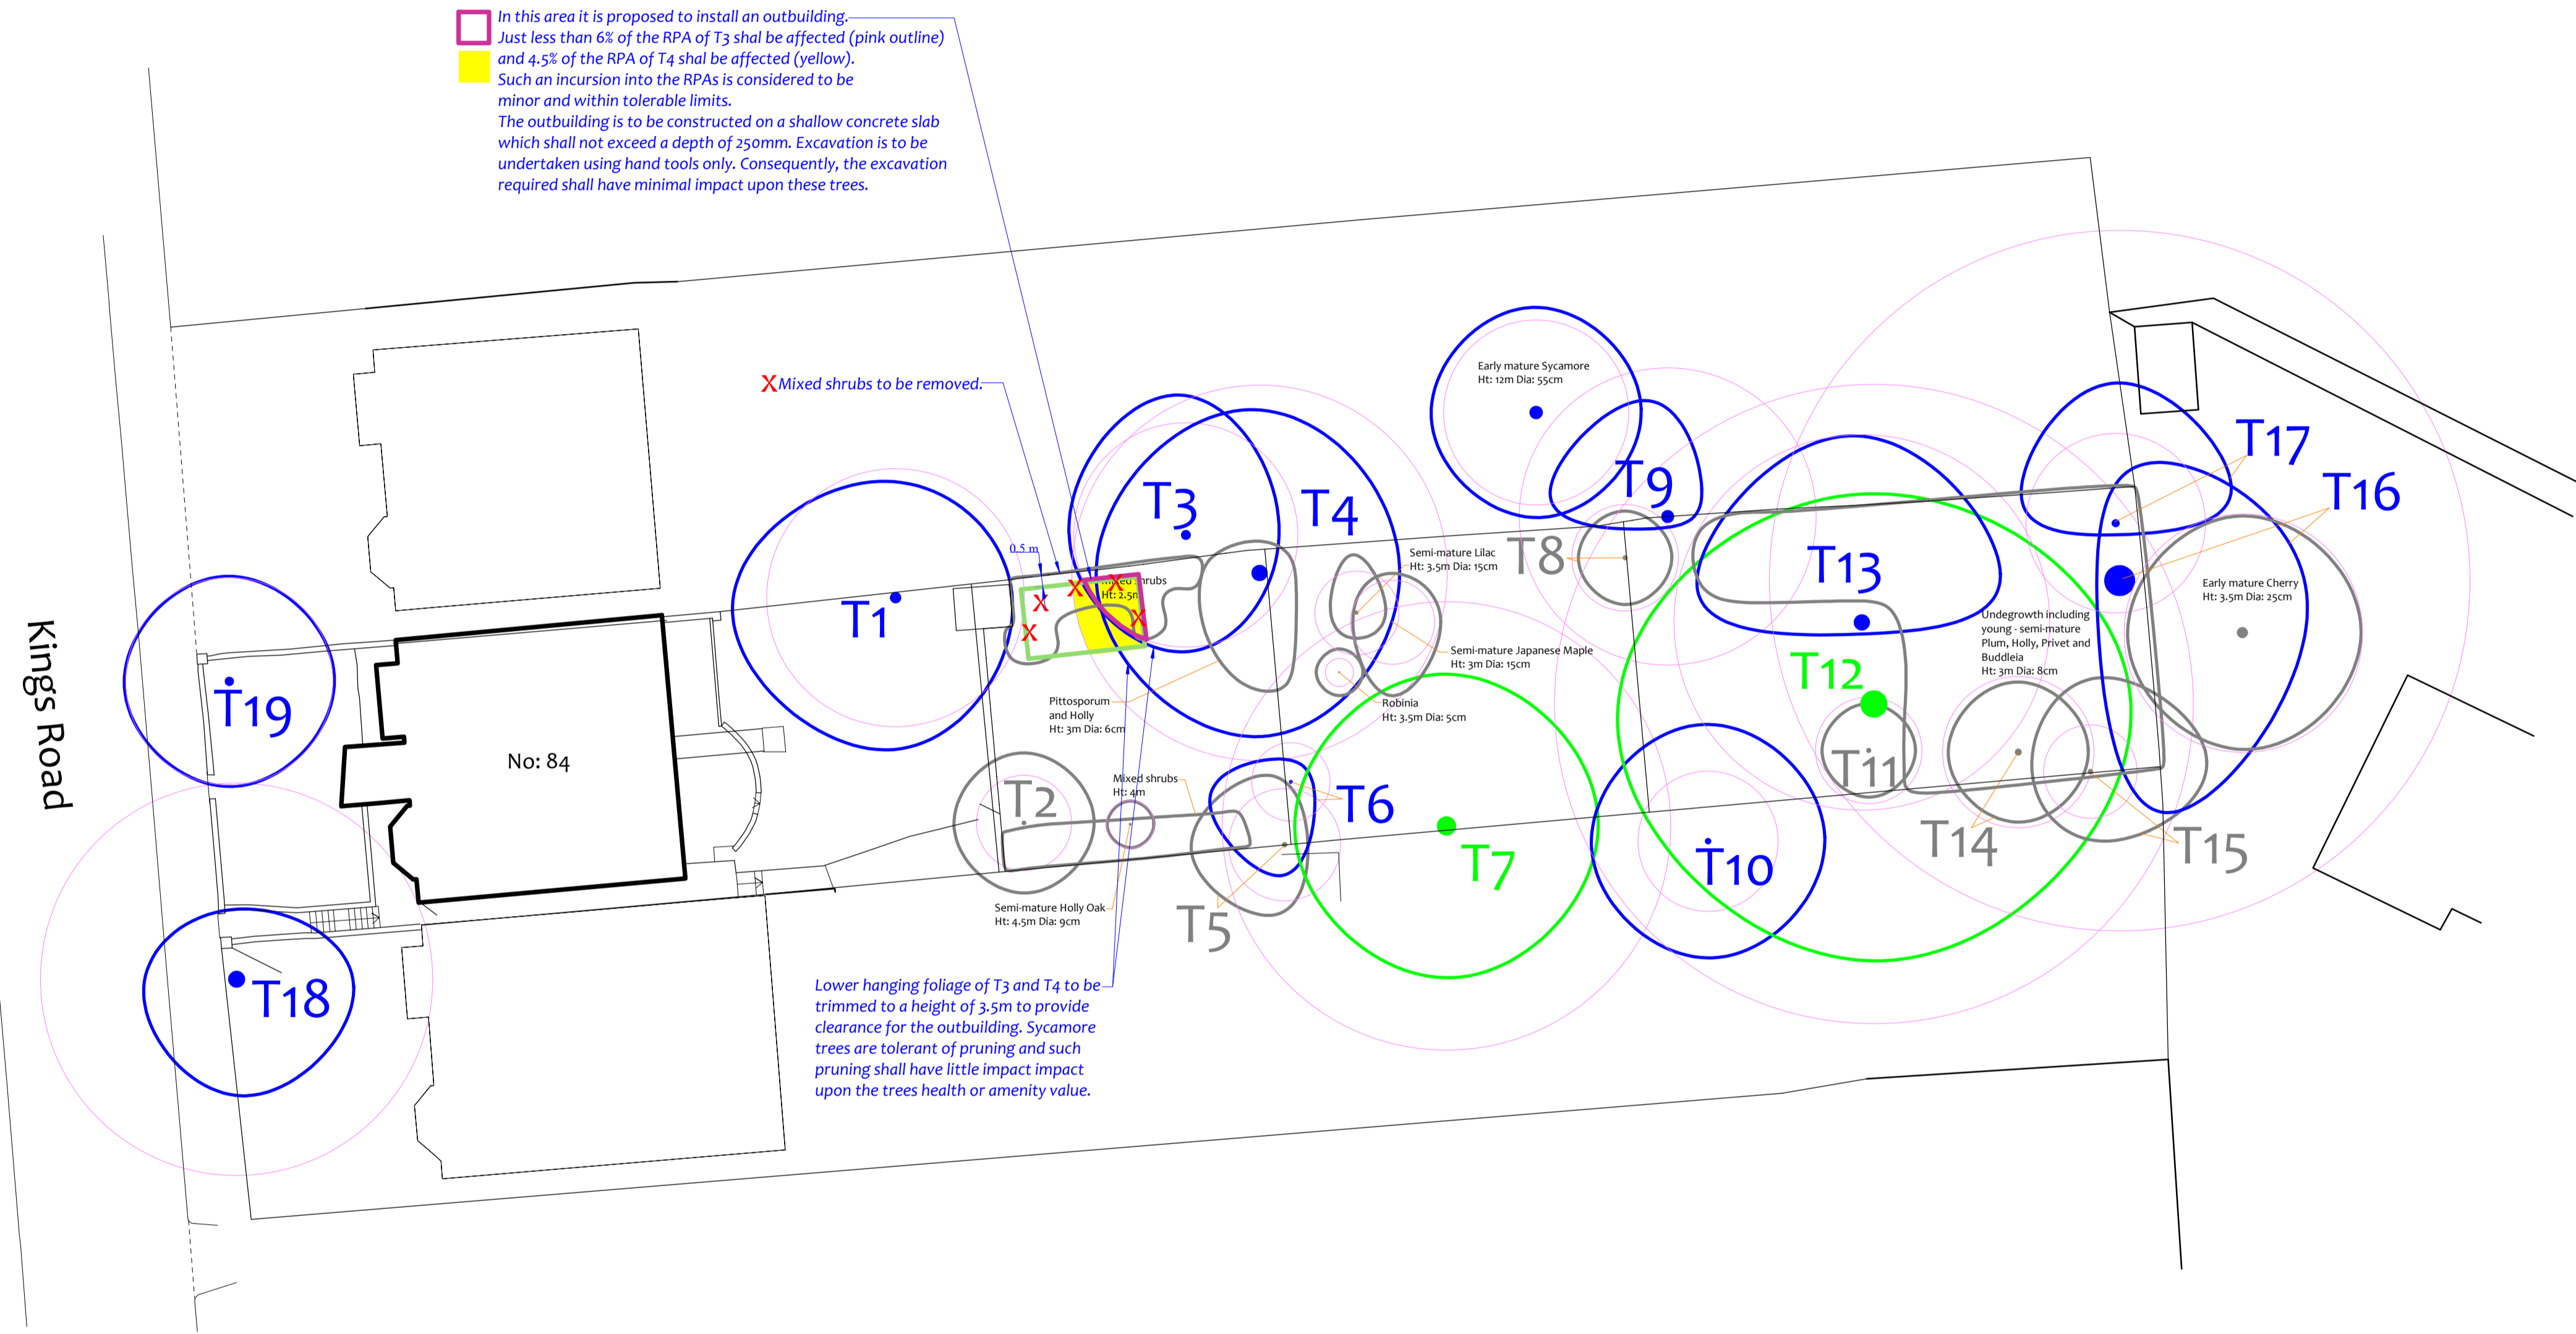 In this area it is proposed to install an outbuilding.
Just less than 6% of the RPA of T3 shal be affected (pink outline)
and 4.5% of the RPA of T4 shal be affected (yellow).
Such an incursion into the RPAs is considered to be
minor and within tolerable limits.
The outbuilding is to be constructed on a shallow concrete slab
which shall not exceed a depth of 250mm. Excavation is to be
undertaken using hand tools only. Consequently, the excavation
required shall have minimal impact upon these trees.
X Mixed shrubs to be removed.
Early mature Sycamore
Ht: 12m Dia: 55cm
T17
T16
T9
T3
T4
0.5 m
Semi-mature Lilac
Ht: 3.5m Dia: 15cm
T8
T13
Mixed shrubs
Ht: 2.5m
X
X
X
X
X
T1
Early mature Cherry
Ht: 3.5m Dia: 25cm
Undegrowth including
young - semi-mature
Plum, Holly, Privet and
Buddleia
Ht: 3m Dia: 8cm
Semi-mature Japanese Maple
Ht: 3m Dia: 15cm
T12
Kings Road
T19
Pittosporum
and Holly
Ht: 3m Dia: 6cm
Robinia
Ht: 3.5m Dia: 5cm
No: 84
T11
Mixed shrubs
Ht: 4m
T2
T6
T7
T10
T14
T15
Semi-mature Holly Oak
Ht: 4.5m Dia: 9cm
T5
T18
Lower hanging foliage of T3 and T4 to be
trimmed to a height of 3.5m to provide
clearance for the outbuilding. Sycamore
trees are tolerant of pruning and such
pruning shall have little impact impact
upon the trees health or amenity value.